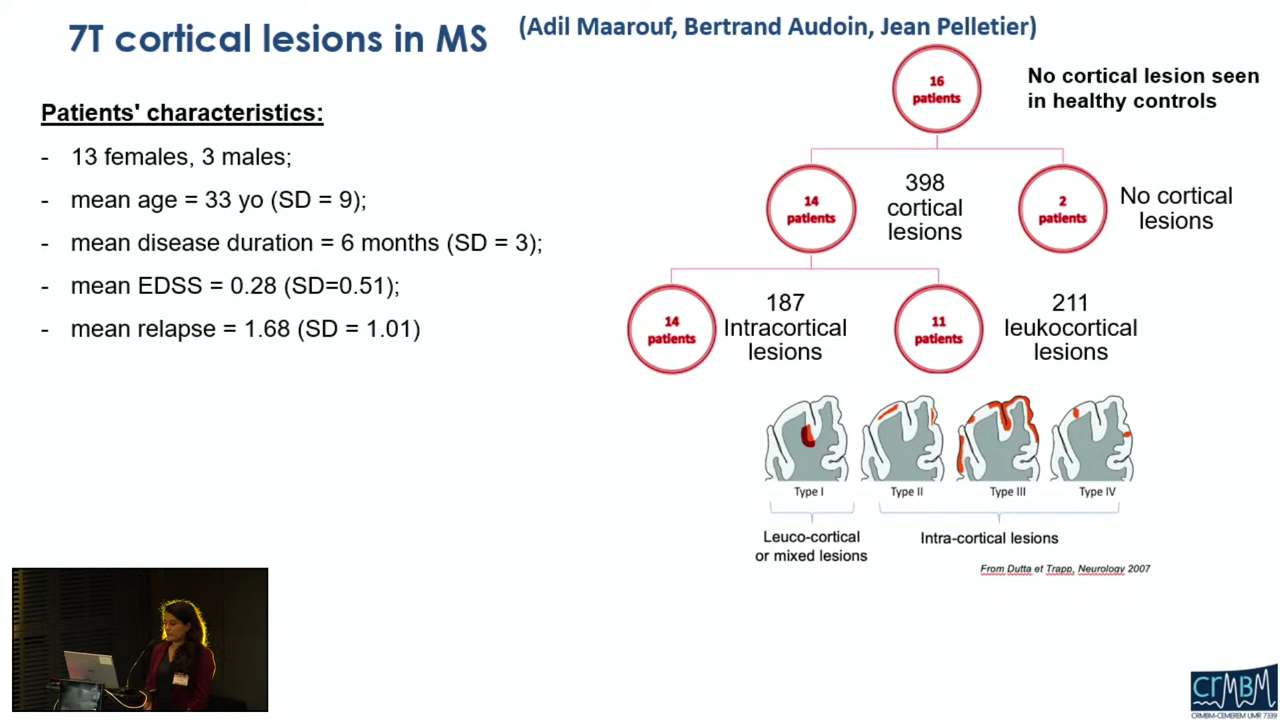 7T cortical lesions in MS
(Adil Maarouf, Bertrand Audoin, Jean Pelletier)
Patients' characteristics:
- 13 females, 3 males;
- mean age = 33 yo (SD = 9);
- mean disease duration = 6 months (SD = 3);
- mean EDSS = 0.28 (SD=0.51);
- mean relapse = 1.68 (SD = 1.01)
16
patients
No cortical lesion seen
in healthy controls
14
patients
398
cortical
lesions
2
patients
No cortical
lesions
14
patients
187
Intracortical
lesions
11
patients
211
leukocortical
lesions
Type I
Type II
Type III
Type IV
Leuco-cortical
or mixed lesions
Intra-cortical lesions
From Dutta et Trapp, Neurology 2007
CRMBM
CRMBM-CEMEREM UMR 7339